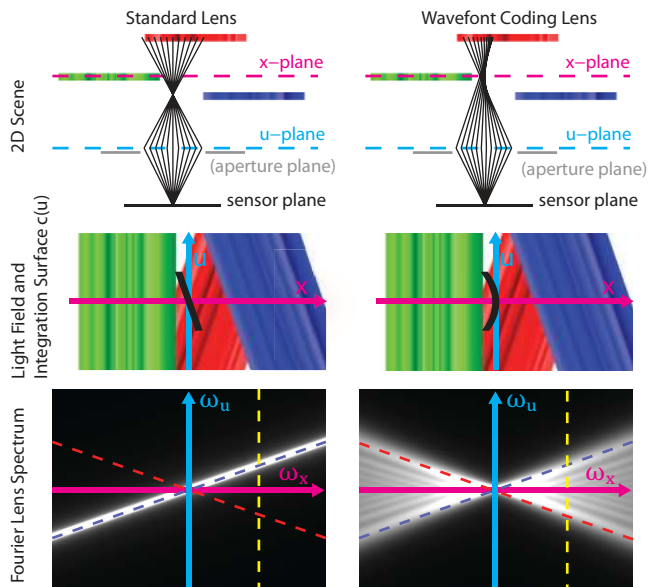 Standard Lens
Wavefont Coding Lens
2D Scene
x-plane
u-plane
(aperture plane)
sensor plane
x-plane
u-plane
(aperture plane)
sensor plane
Light Field and
Integration Surface c(u)
u
x
u
x
Fourier Lens Spectrum
ωu
ωx
ωu
ωx